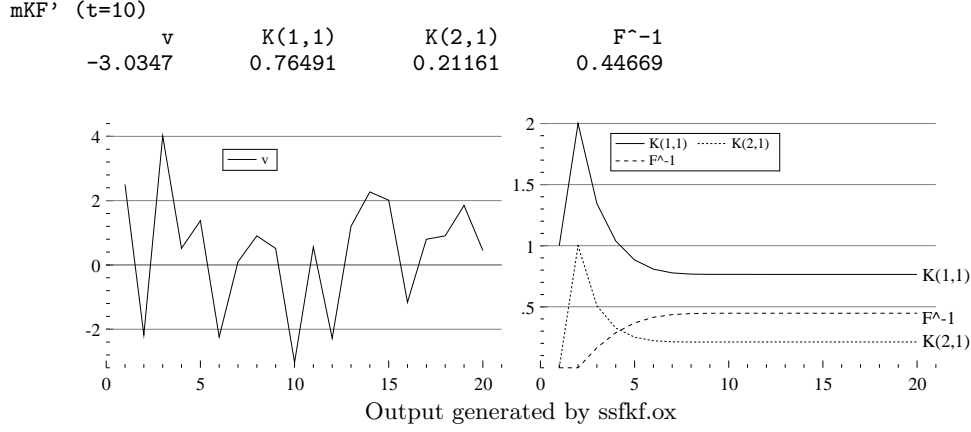 mKF’ (t=10)
v K(1,1) K(2,1) F^-1
-3.0347 0.76491 0.21161 0.44669
4
2
0
-2
0 5 10 15 20
v
2
1.5
1
.5
0 5 10 15 20
K(1,1) K(2,1)
F^-1
K(1,1)
F^-1
K(2,1)
Output generated by ssfkf.ox